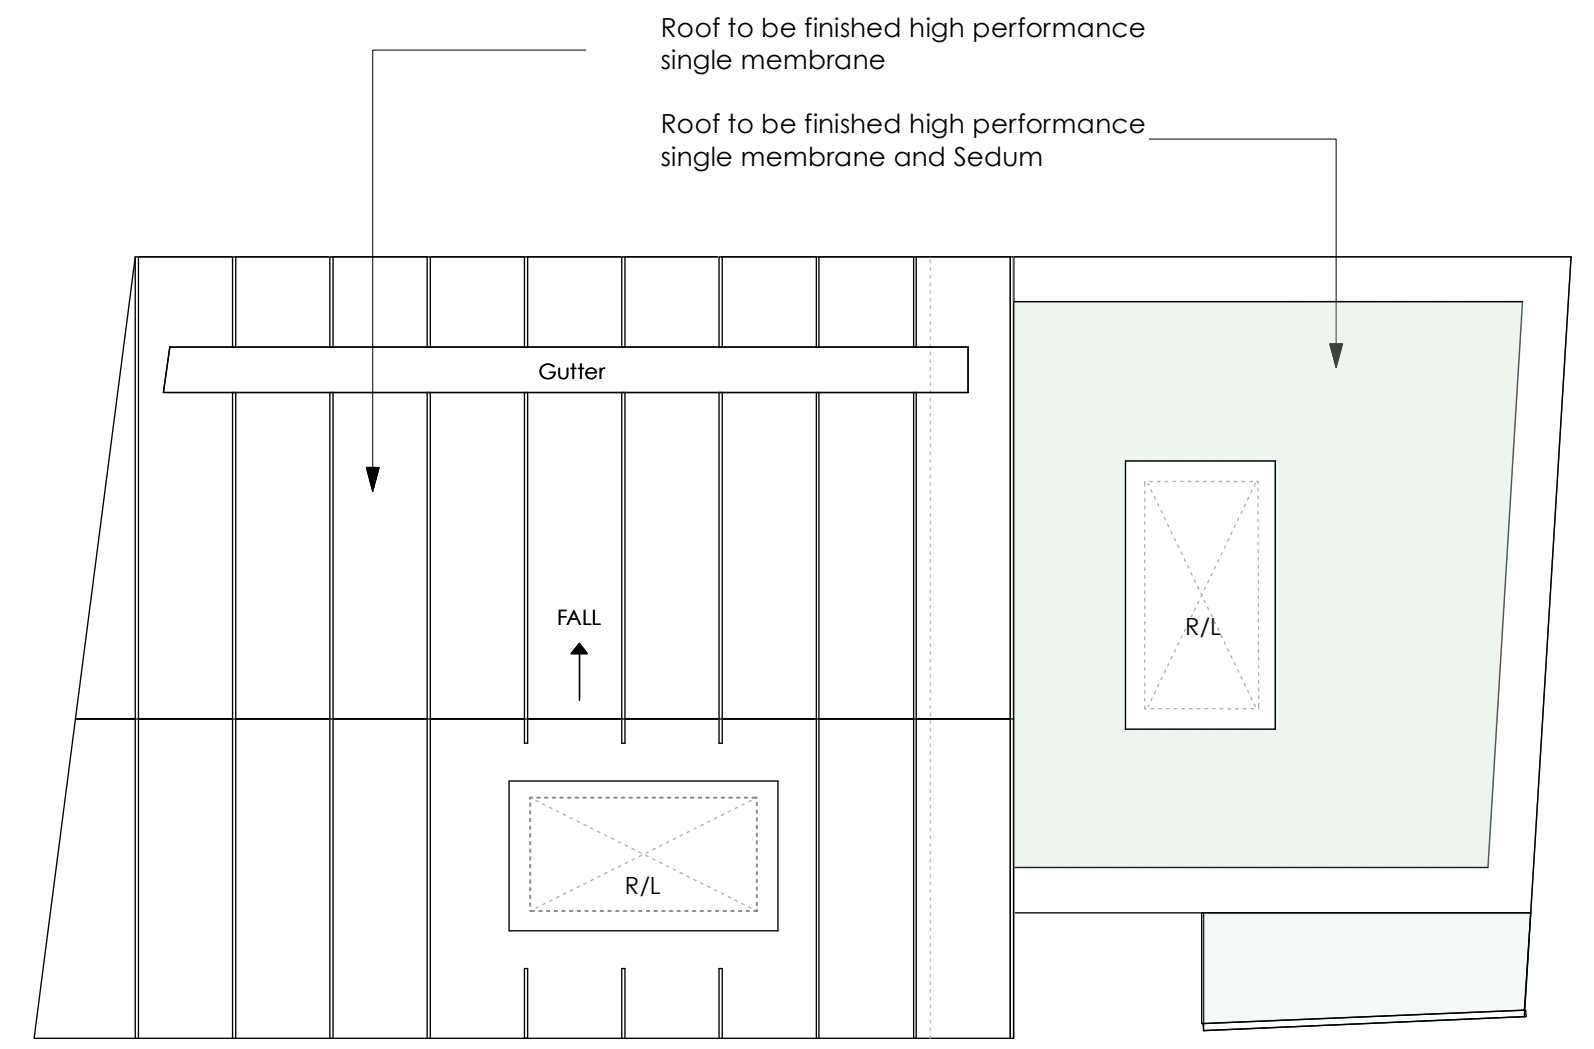 Roof to be finished high performance
single membrane
Roof to be finished high performance
single membrane and Sedum
Gutter
FALL
R/L
R/L